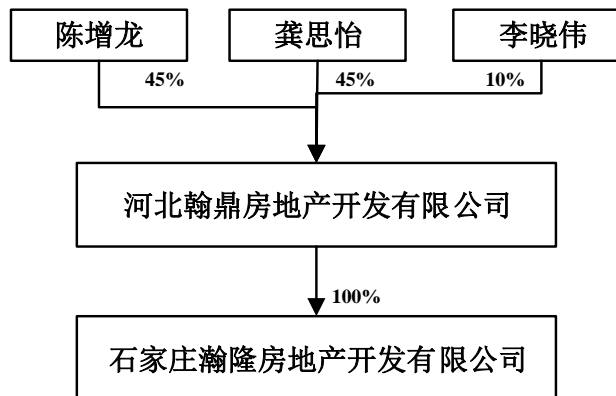 陈增龙 龚思怡 李晓伟
45% 45% 10%
河北翰鼎房地产开发有限公司
100%
石家庄瀚隆房地产开发有限公司